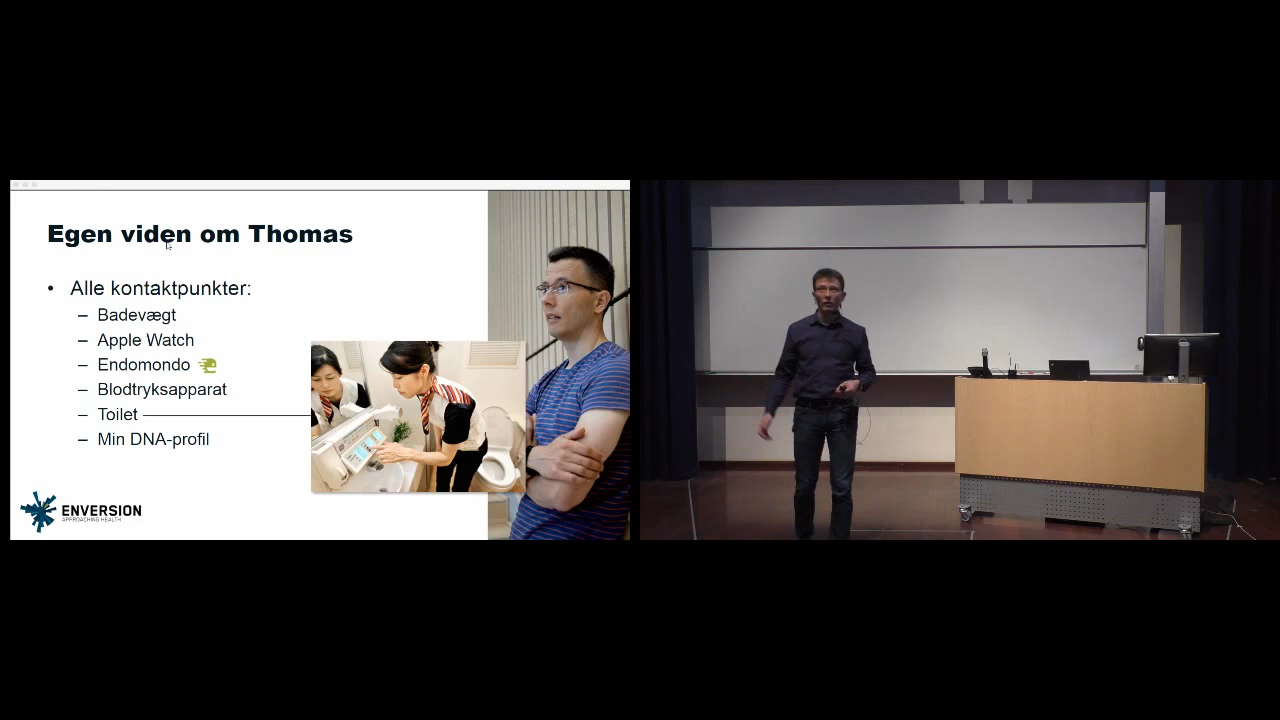 Egen viden om Thomas
• Alle kontaktpunkter:
– Badevægt
– Apple Watch
– Endomondo
– Blodtryksapparat
– Toilet
– Min DNA-profil
ENVERSION
APPROACHING HEALTH